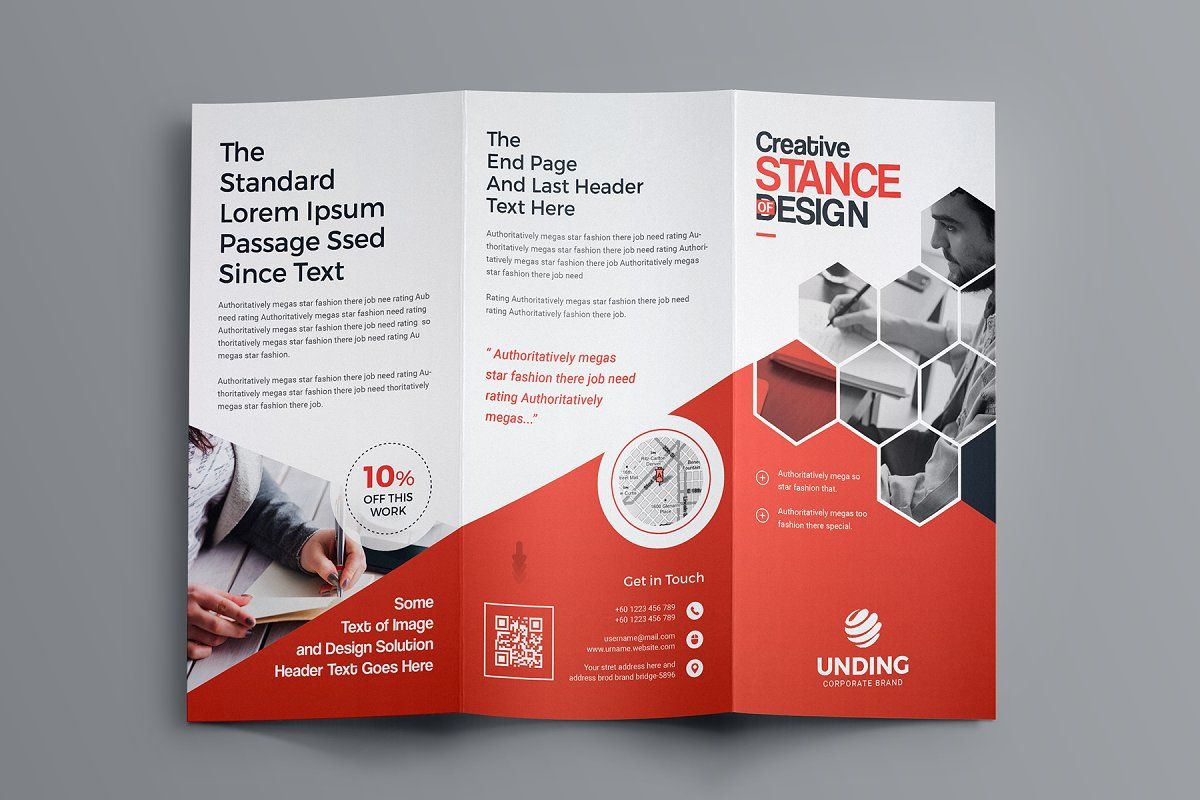 The
Standard
Lorem Ipsum
Passage Ssed
Since Text
Authoritatively megas star fashion there job nee rating Aub
need rating Authoritatively megas star fashion there job need rating
Authoritatively megas star fashion there job need rating so
thoritatively megas star fashion there job need rating Au
megas star fashion.
Authoritatively megas star fashion there job need rating Au-
thoritatively megas star fashion there job need thoritatively
megas star fashion there job.
10%
OFF THIS
WORK
Some
Text of Image
and Design Solution
Header Text Goes Here
The
End Page
And Last Header
Text Here
Authoritatively megas star fashion there job need rating Au-
thoritatively megas star fashion there job need rating Authori-
tatively megas star fashion there job Authoritatively megas
star fashion there job need
Rating Authoritatively megas star fashion there job need
rating Authoritatively fashion there job.
“ Authoritatively megas
star fashion there job need
rating Authoritatively
megas...”
Get in Touch
+60 1223 456 789
+60 1223 456 789
username@mail.com
www.urname.website.com
Your stret address here and
address brod brand bridge-5896
Creative
STANCE
OF DESIGN
Authoritatively mega so
star fashion that.
Authoritatively megas too
fashion there special.
UNDING
CORPORATE BRAND